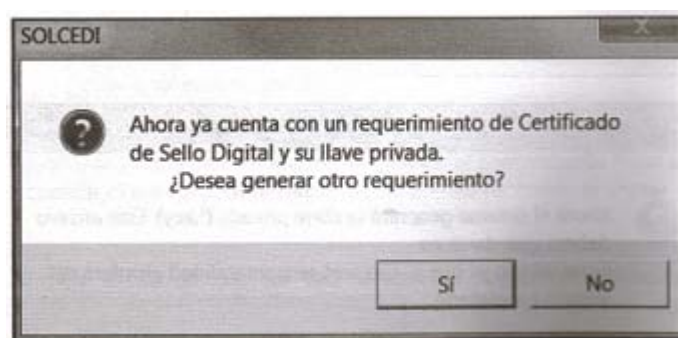 SOLCEDI
Ahora ya cuenta con un requerimiento de Certificado
de Sello Digital y su llave privada.
¿Desea generar otro requerimiento?
Sí
No